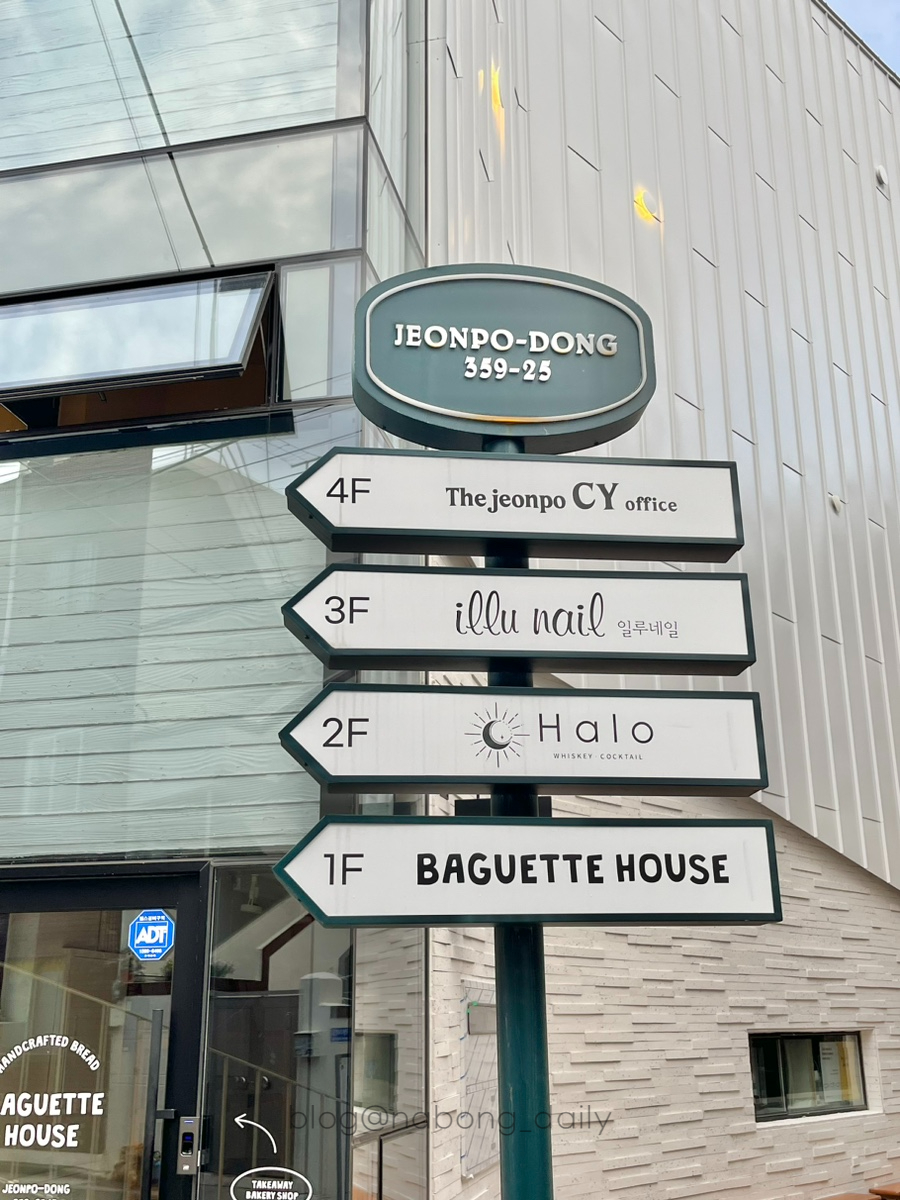 JEONPO-DONG
359-25
4F The jeonpo CY office
3F illu nail 일루네일
2F Halo
WHISKEY COCKTAIL
1F BAGUETTE HOUSE
ADT
HANDCRAFTED BREAD
BAGUETTE
HOUSE
JEONPO-DONG
TAKEAWAY
BAKERY SHOP
blog@nabong_daily